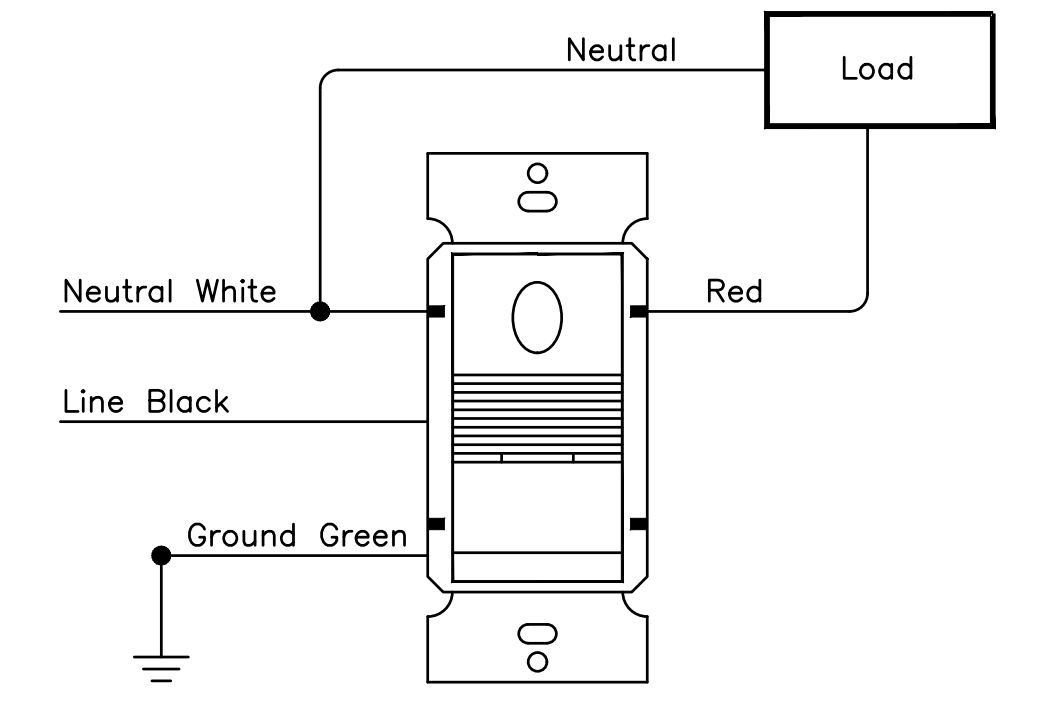 Neutral
Load
Neutral White
Red
Line Black
Ground Green